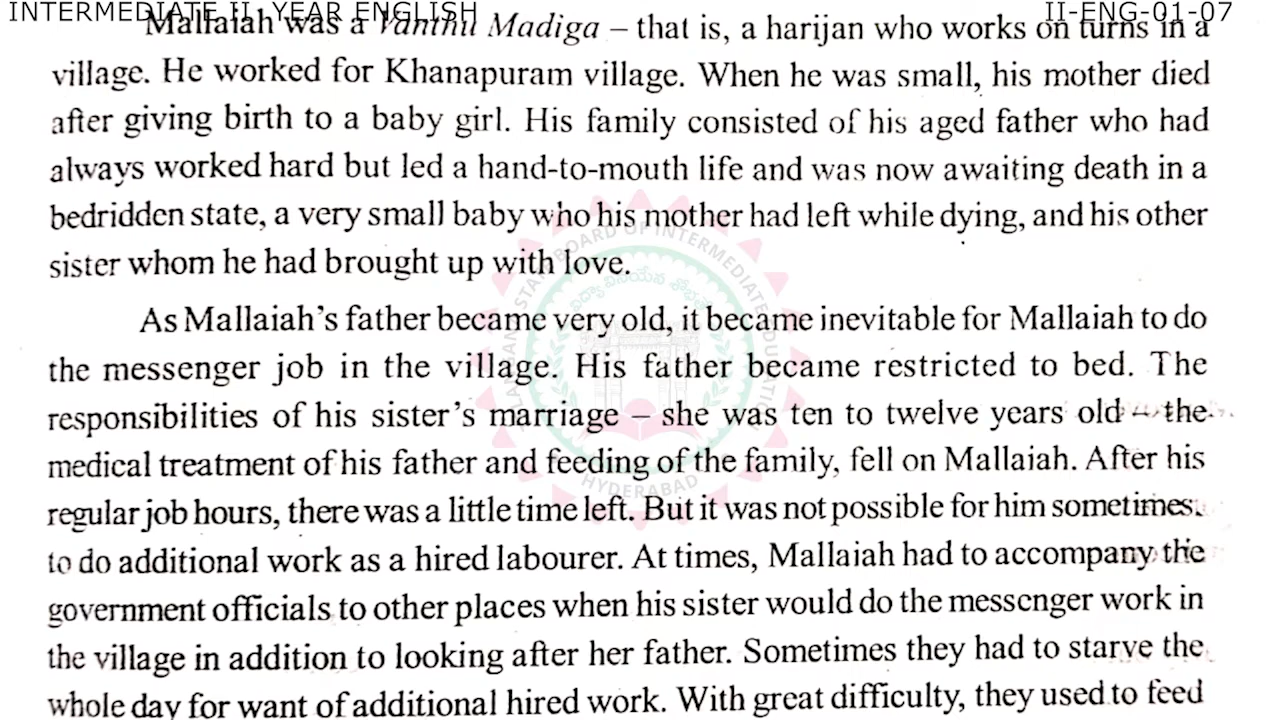 INTERMEDIATE II YEAR ENGLISH II-ENG-01-07
Mallaiah was a Vanthu Madiga – that is, a harijan who works on turns in a
village. He worked for Khanapuram village. When he was small, his mother died
after giving birth to a baby girl. His family consisted of his aged father who had
always worked hard but led a hand-to-mouth life and was now awaiting death in a
bedridden state, a very small baby who his mother had left while dying, and his other
sister whom he had brought up with love.
As Mallaiah's father became very old, it became inevitable for Mallaiah to do
the messenger job in the village. His father became restricted to bed. The
responsibilities of his sister's marriage – she was ten to twelve years old – the
medical treatment of his father and feeding of the family, fell on Mallaiah. After his
regular job hours, there was a little time left. But it was not possible for him sometimes
to do additional work as a hired labourer. At times, Mallaiah had to accompany the
government officials to other places when his sister would do the messenger work in
the village in addition to looking after her father. Sometimes they had to starve the
whole day for want of additional hired work. With great difficulty, they used to feed
BOARD OF INTERMEDIATE EDUCATION
HYDERABAD